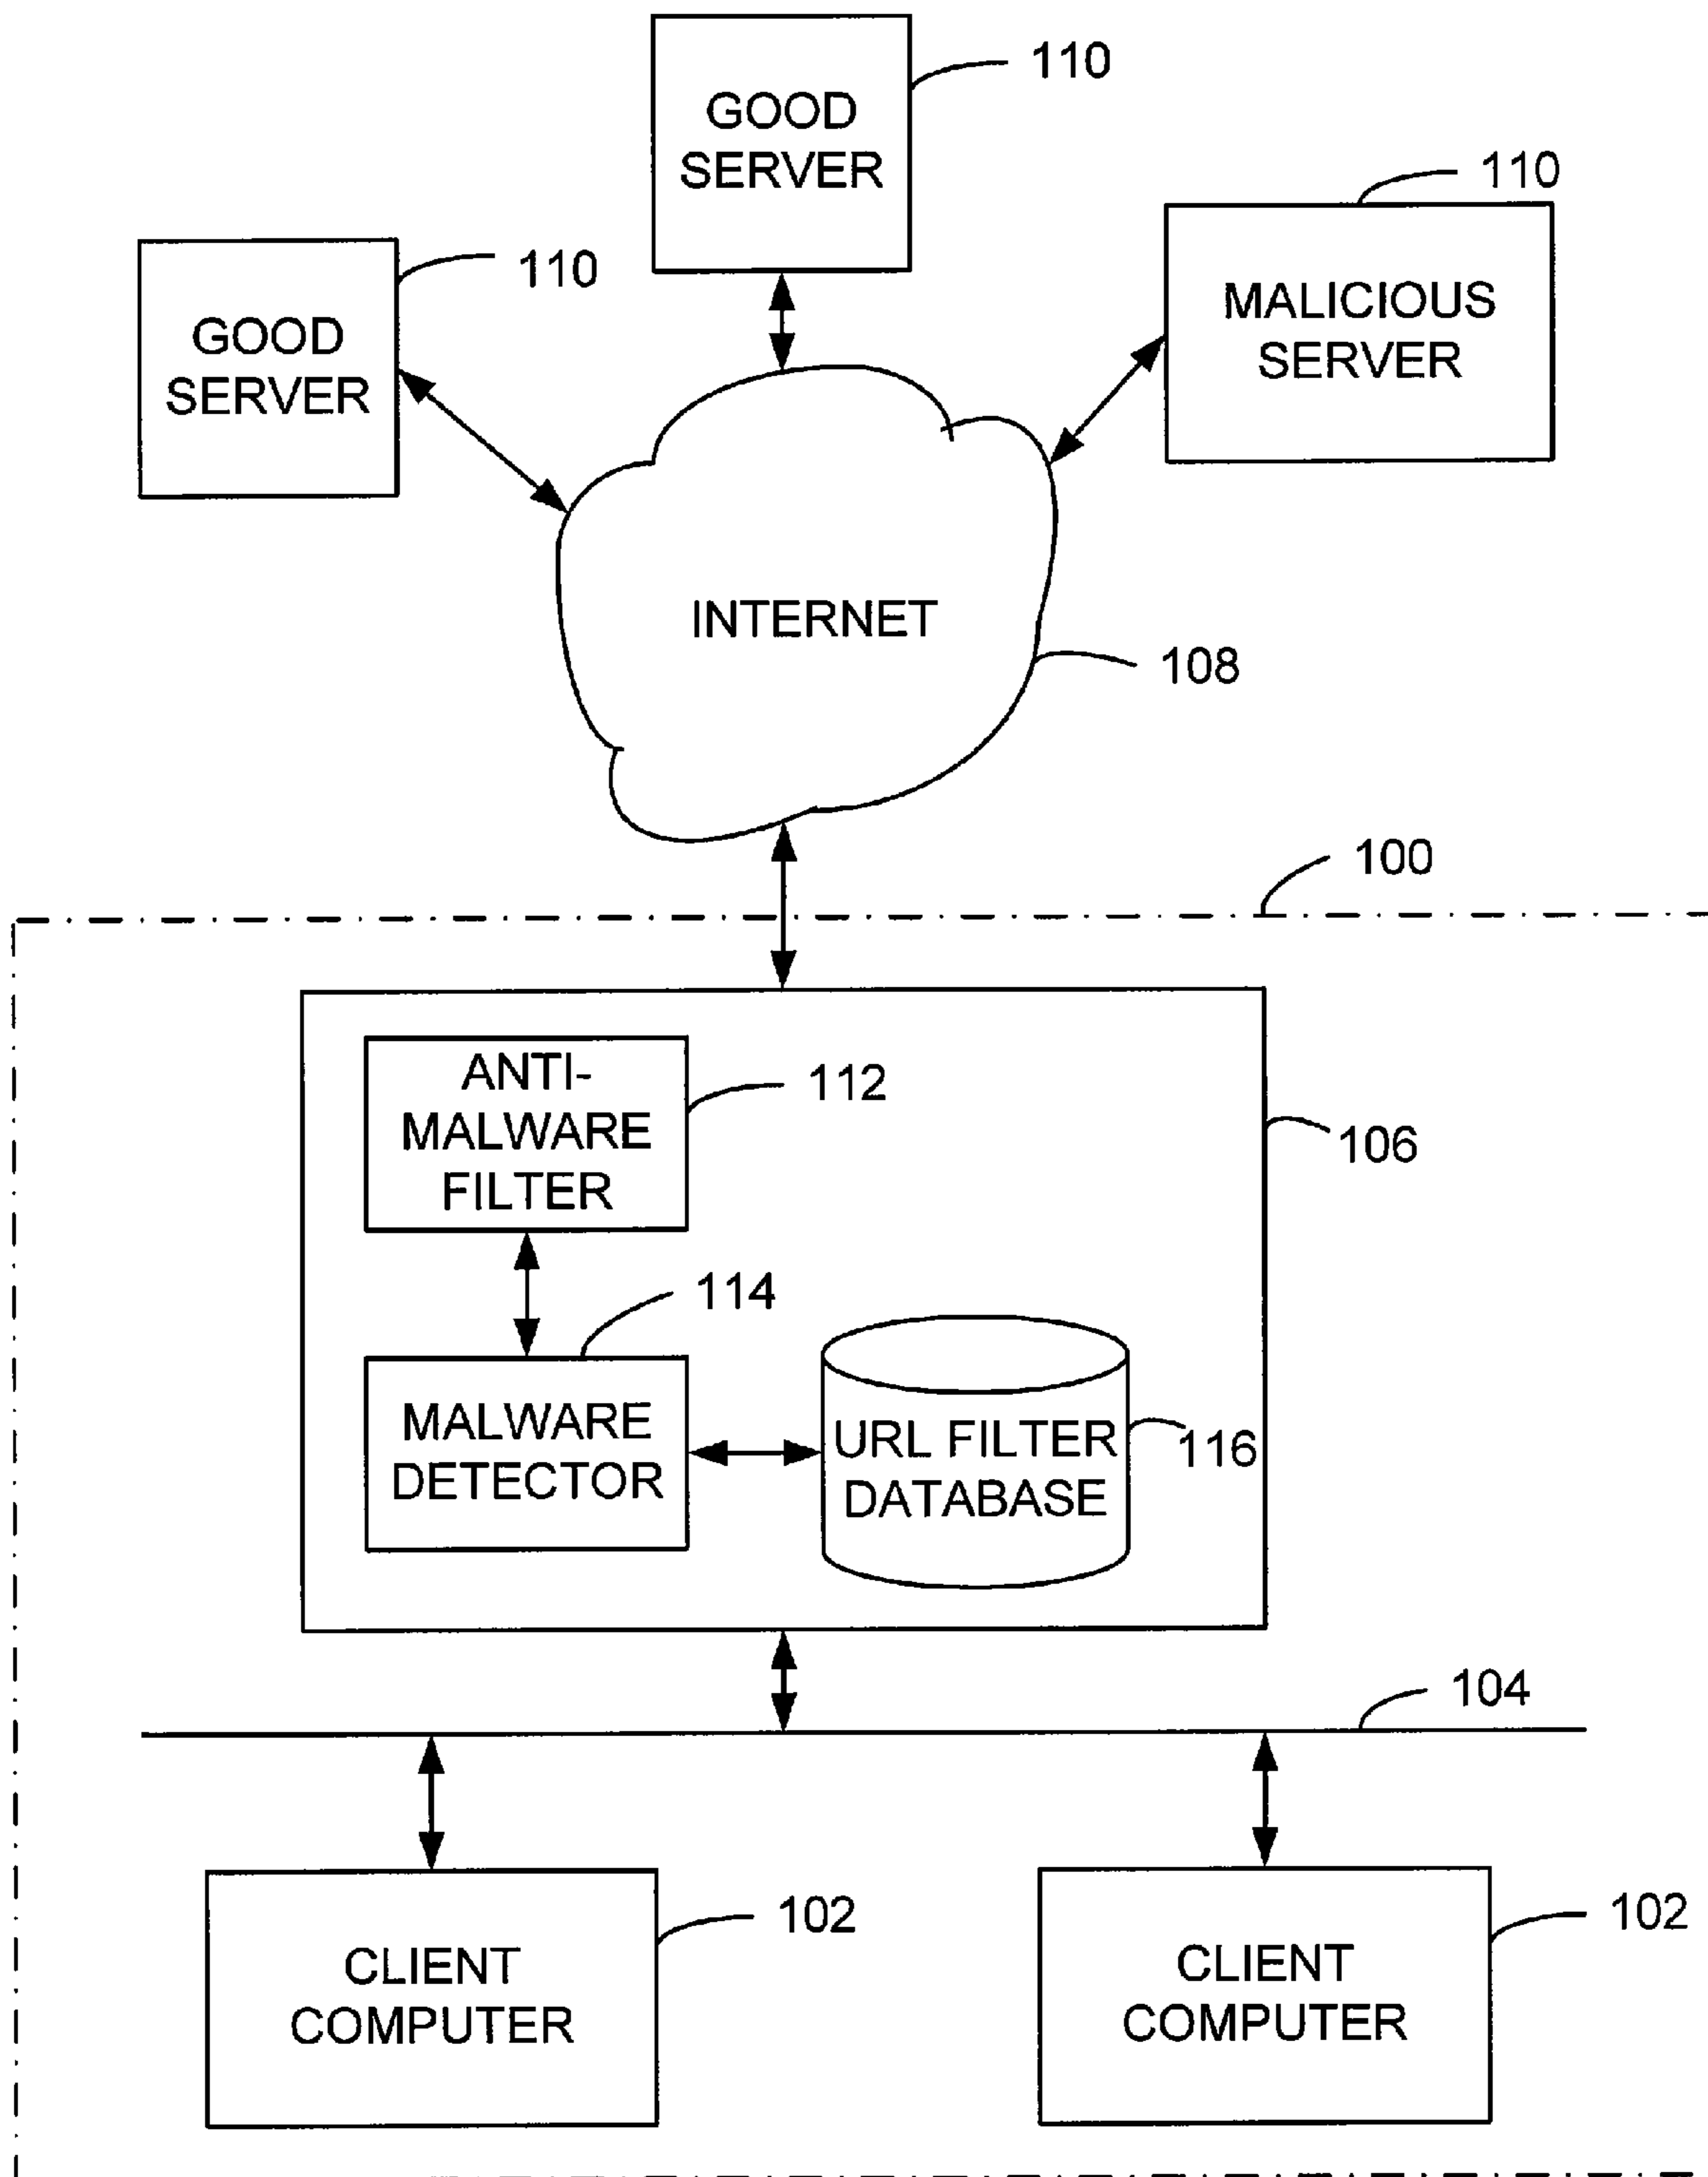 GOOD
SERVER
110
GOOD
SERVER
110
MALICIOUS
SERVER
110
INTERNET
108
100
ANTI-
MALWARE
FILTER
112
106
114
MALWARE
DETECTOR
URL FILTER
DATABASE
116
104
CLIENT
COMPUTER
102
CLIENT
COMPUTER
102